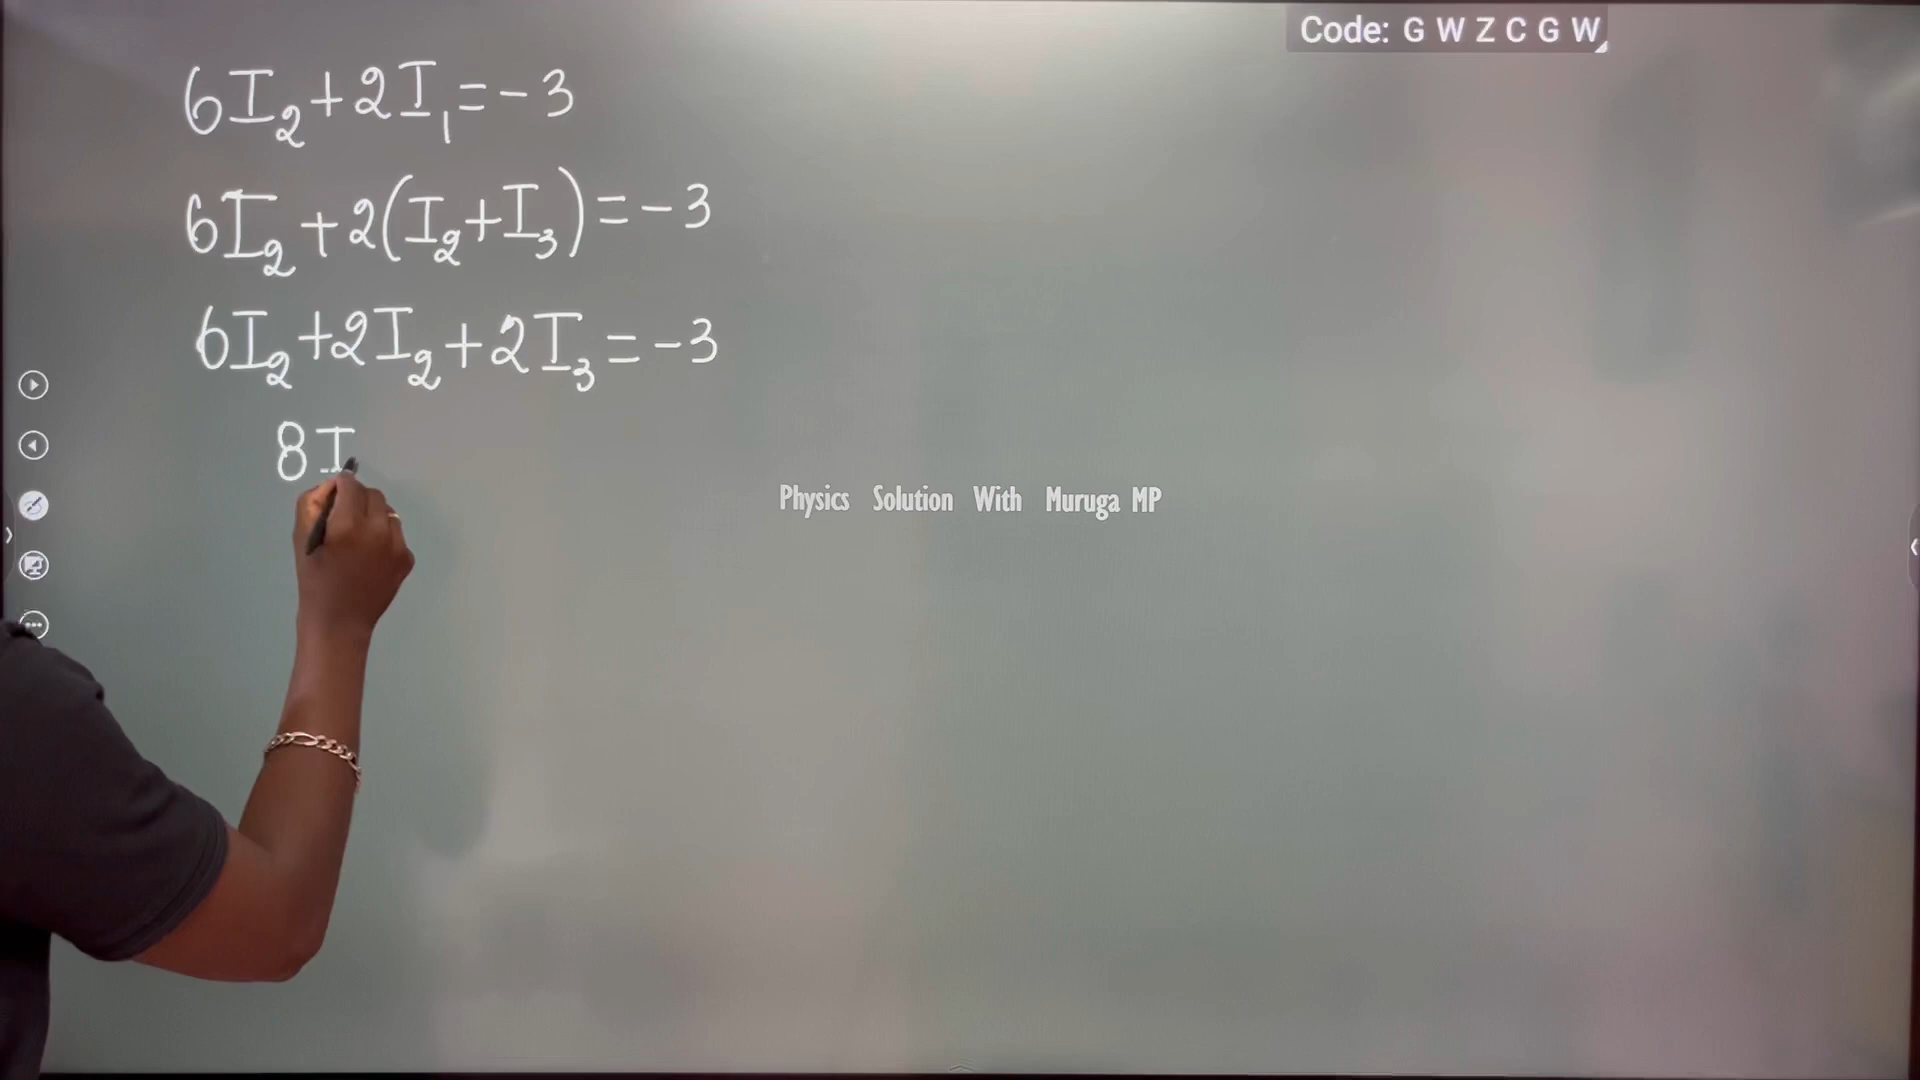 Code: G W Z C G W
6I₂+2I₁=-3
6I₂+2(I₂+I₃)=-3
6I₂+2I₂+2I₃=-3
8I
Physics Solution With Muruga MP